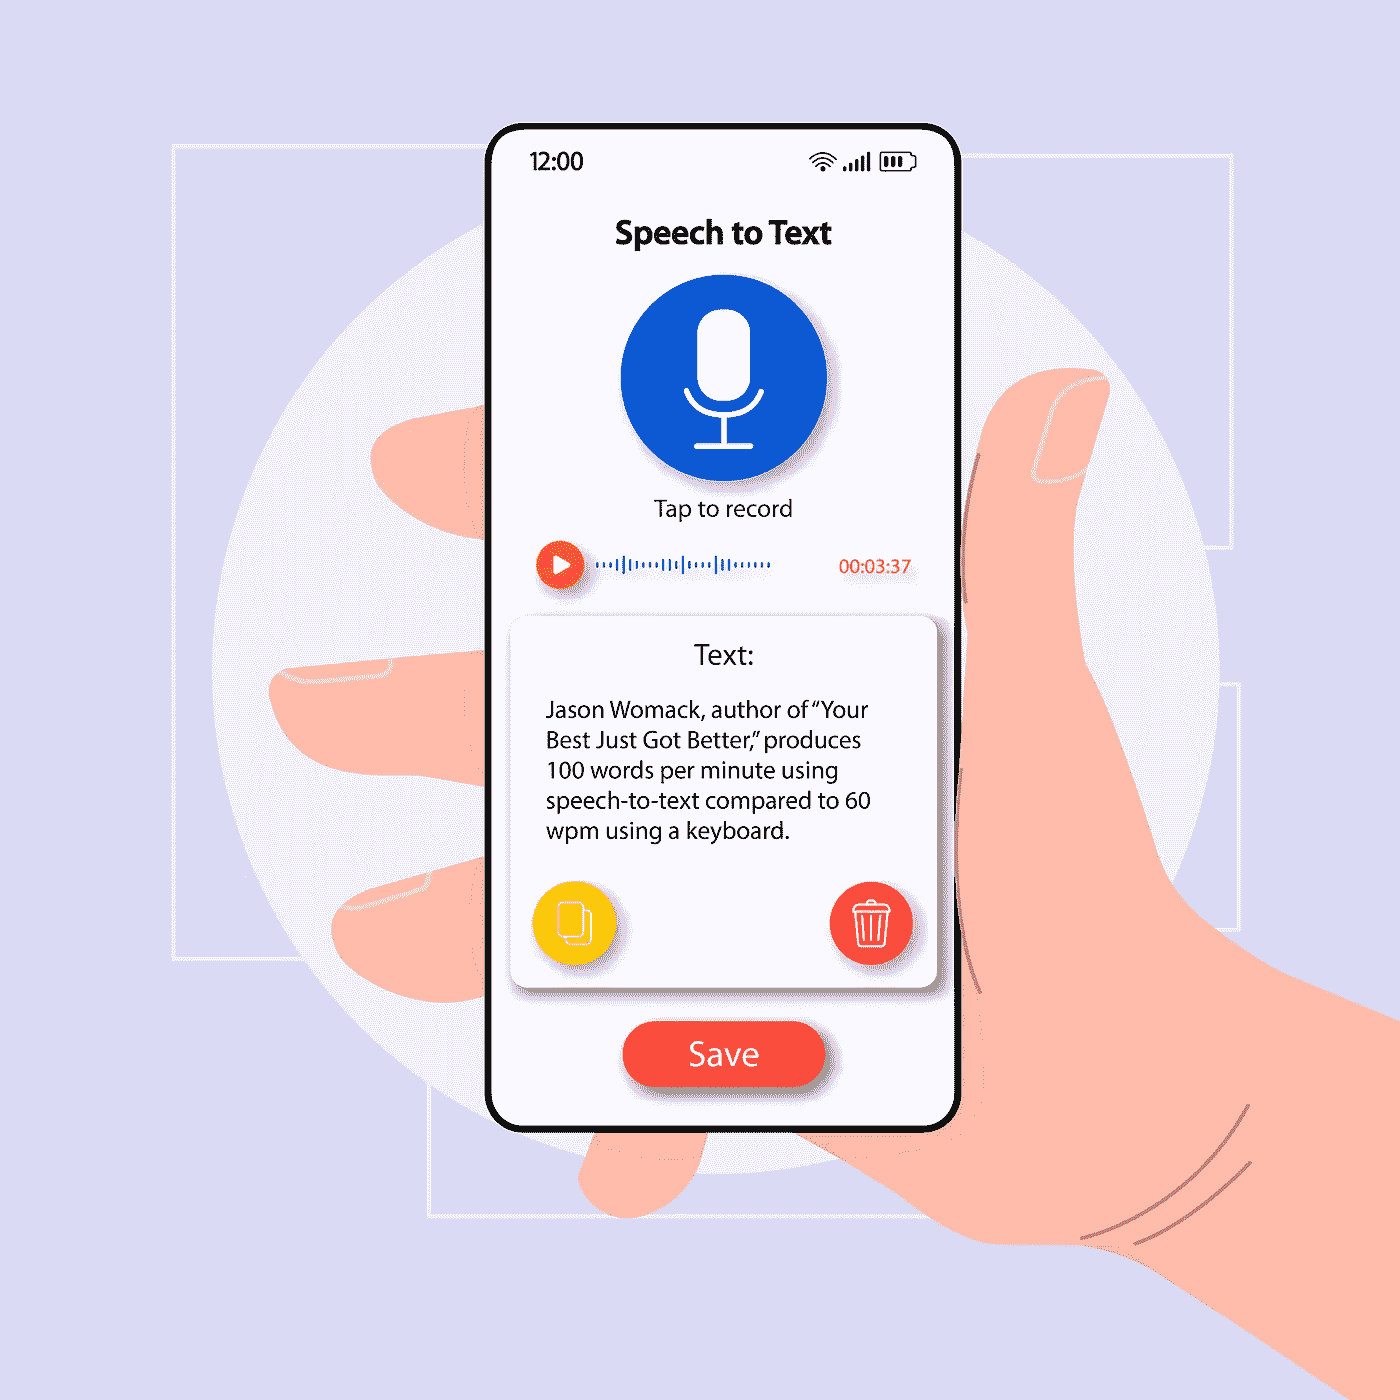 12:00
Speech to Text
Tap to record
00:03:37
Text:
Jason Womack, author of “Your
Best Just Got Better,” produces
100 words per minute using
speech-to-text compared to 60
wpm using a keyboard.
Save